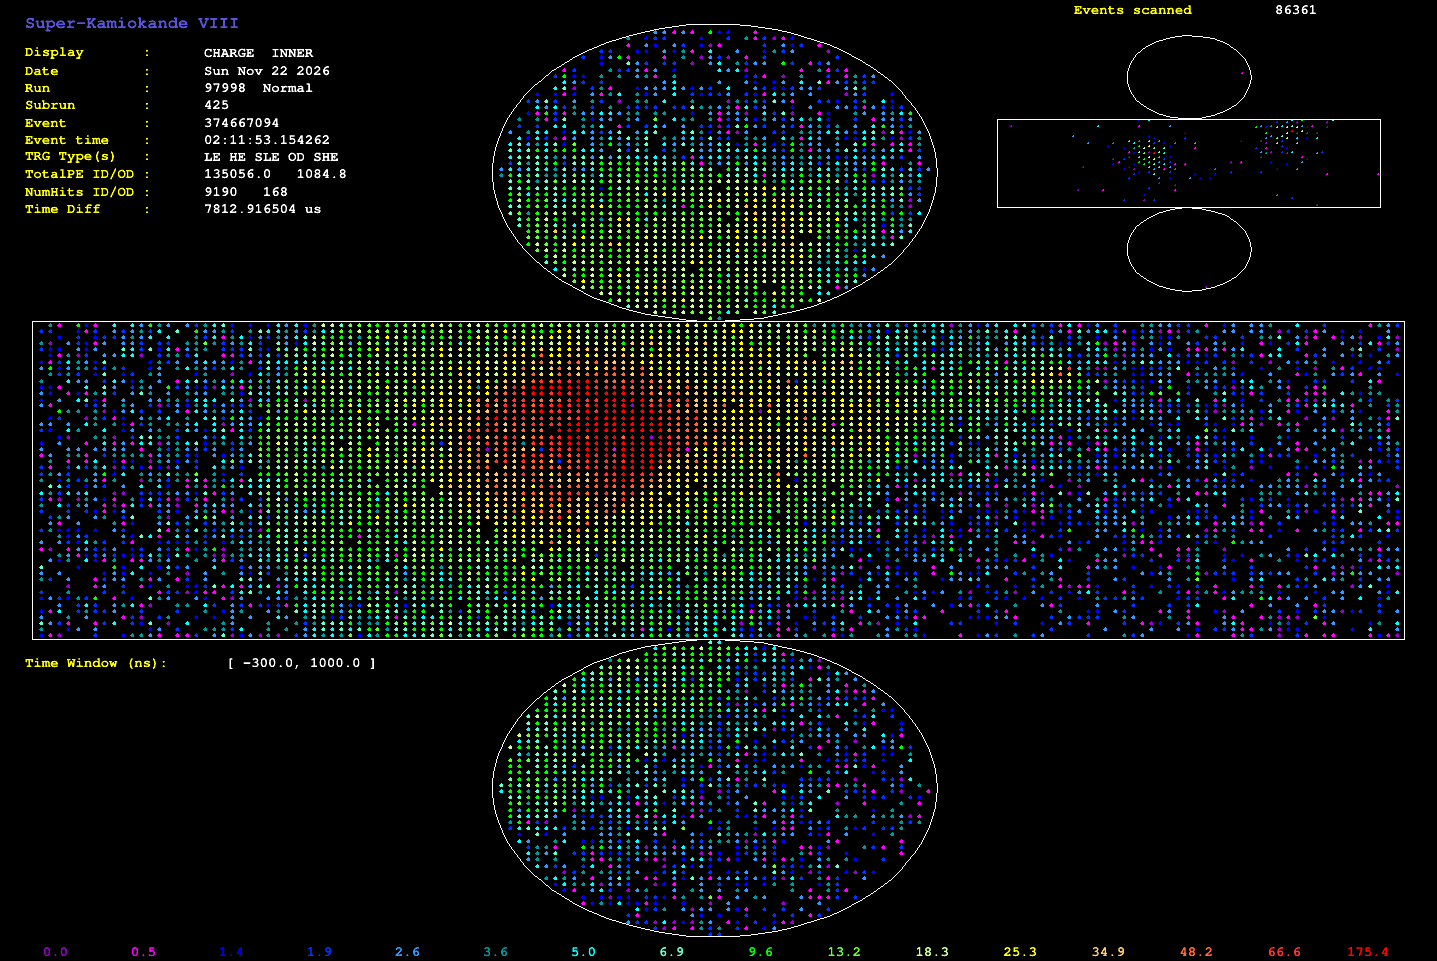 Super-Kamiokande VIII
Events scanned 86361
Display : CHARGE INNER
Date : Sun Nov 22 2026
Run : 97998 Normal
Subrun : 425
Event : 374667094
Event time : 02:11:53.154262
TRG Type(s) : LE HE SLE OD SHE
TotalPE ID/OD : 135056.0 1084.8
NumHits ID/OD : 9190 168
Time Diff : 7812.916504 us
Time Window (ns): [ -300.0, 1000.0 ]
0.0 0.5 1.4 1.9 2.6 3.6 5.0 6.9 9.6 13.2 18.3 25.3 34.9 48.2 66.6 175.4